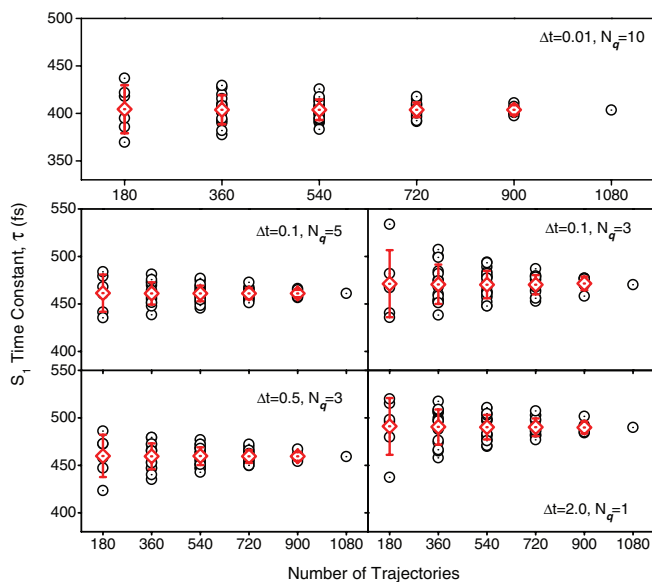 500
450
400
350
Δt=0.01, N_q=10
180 360 540 720 900 1080
S₁ Time Constant, τ (fs)
550
500
450
400
Δt=0.1, N_q=5
Δt=0.1, N_q=3
550
500
450
400
Δt=0.5, N_q=3
Δt=2.0, N_q=1
180 360 540 720 900 1080
180 360 540 720 900 1080
Number of Trajectories